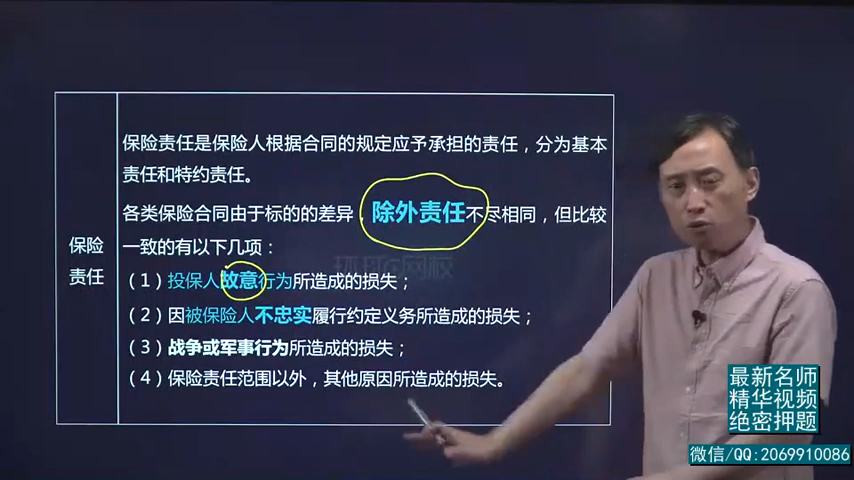 保险责任是保险人根据合同的规定应予承担的责任，分为基本
责任和特约责任。
各类保险合同由于标的的差异，除外责任不尽相同，但比较
一致的有以下几项：
保险
责任
（1）投保人故意行为所造成的损失；
（2）因被保险人不忠实履行约定义务所造成的损失；
（3）战争或军事行为所造成的损失；
（4）保险责任范围以外，其他原因所造成的损失。
环球网校
最新名师
精华视频
绝密押题
微信/QQ:2069910086